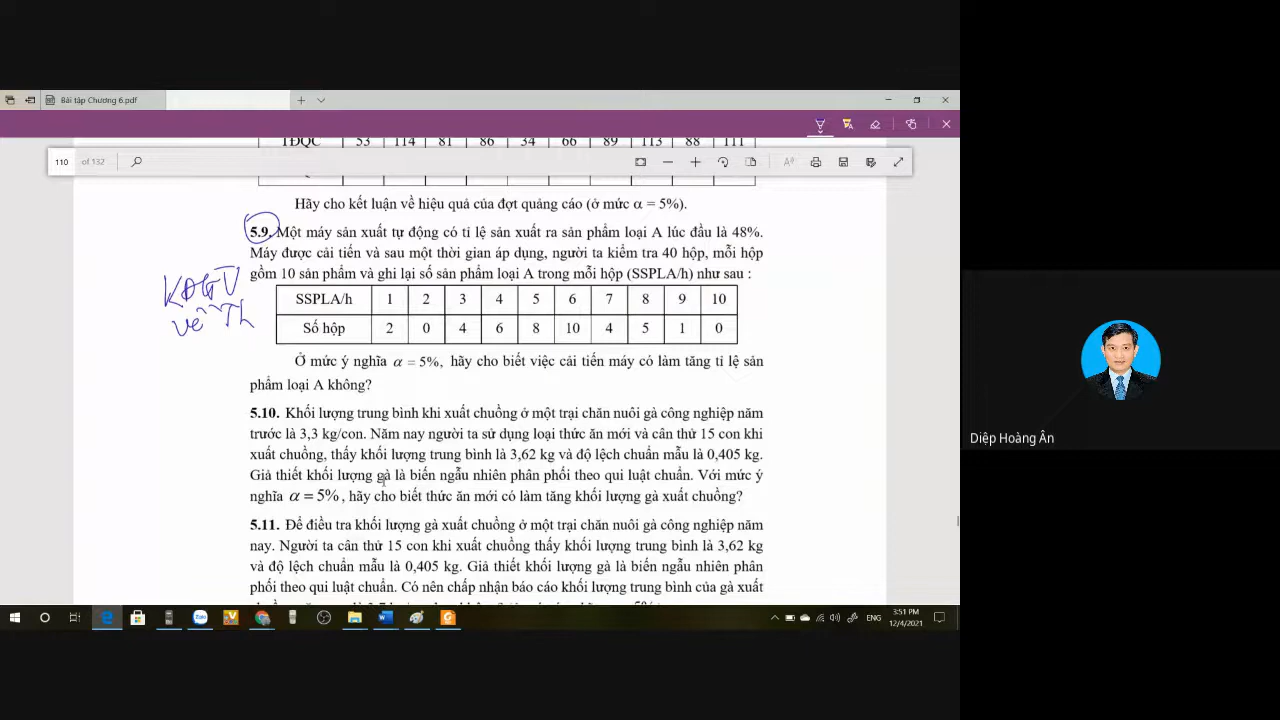 Bài tập Chương 6.pdf
TĐQC 53 114 81 86 34 66 89 113 88 111
110 of 132
Hãy cho kết luận về hiệu quả của đợt quảng cáo (ở mức α = 5%).
5.9. Một máy sản xuất tự động có tỉ lệ sản xuất ra sản phẩm loại A lúc đầu là 48%.
Máy được cải tiến và sau một thời gian áp dụng, người ta kiểm tra 40 hộp, mỗi hộp
gồm 10 sản phẩm và ghi lại số sản phẩm loại A trong mỗi hộp (SSPLA/h) như sau :
KĐGT
về Th
SSPLA/h 1 2 3 4 5 6 7 8 9 10
Số hộp 2 0 4 6 8 10 4 5 1 0
Ở mức ý nghĩa α = 5%, hãy cho biết việc cải tiến máy có làm tăng tỉ lệ sản
phẩm loại A không?
5.10. Khối lượng trung bình khi xuất chuồng ở một trại chăn nuôi gà công nghiệp năm
trước là 3,3 kg/con. Năm nay người ta sử dụng loại thức ăn mới và cân thử 15 con khi
xuất chuồng, thấy khối lượng trung bình là 3,62 kg và độ lệch chuẩn mẫu là 0,405 kg.
Giả thiết khối lượng gà là biến ngẫu nhiên phân phối theo qui luật chuẩn. Với mức ý
nghĩa α = 5%, hãy cho biết thức ăn mới có làm tăng khối lượng gà xuất chuồng?
5.11. Để điều tra khối lượng gà xuất chuồng ở một trại chăn nuôi gà công nghiệp năm
nay. Người ta cân thử 15 con khi xuất chuồng thấy khối lượng trung bình là 3,62 kg
và độ lệch chuẩn mẫu là 0,405 kg. Giả thiết khối lượng gà là biến ngẫu nhiên phân
phối theo qui luật chuẩn. Có nên chấp nhận báo cáo khối lượng trung bình của gà xuất
Diệp Hoàng Ân
Zalo
ENG
3:51 PM
12/4/2021